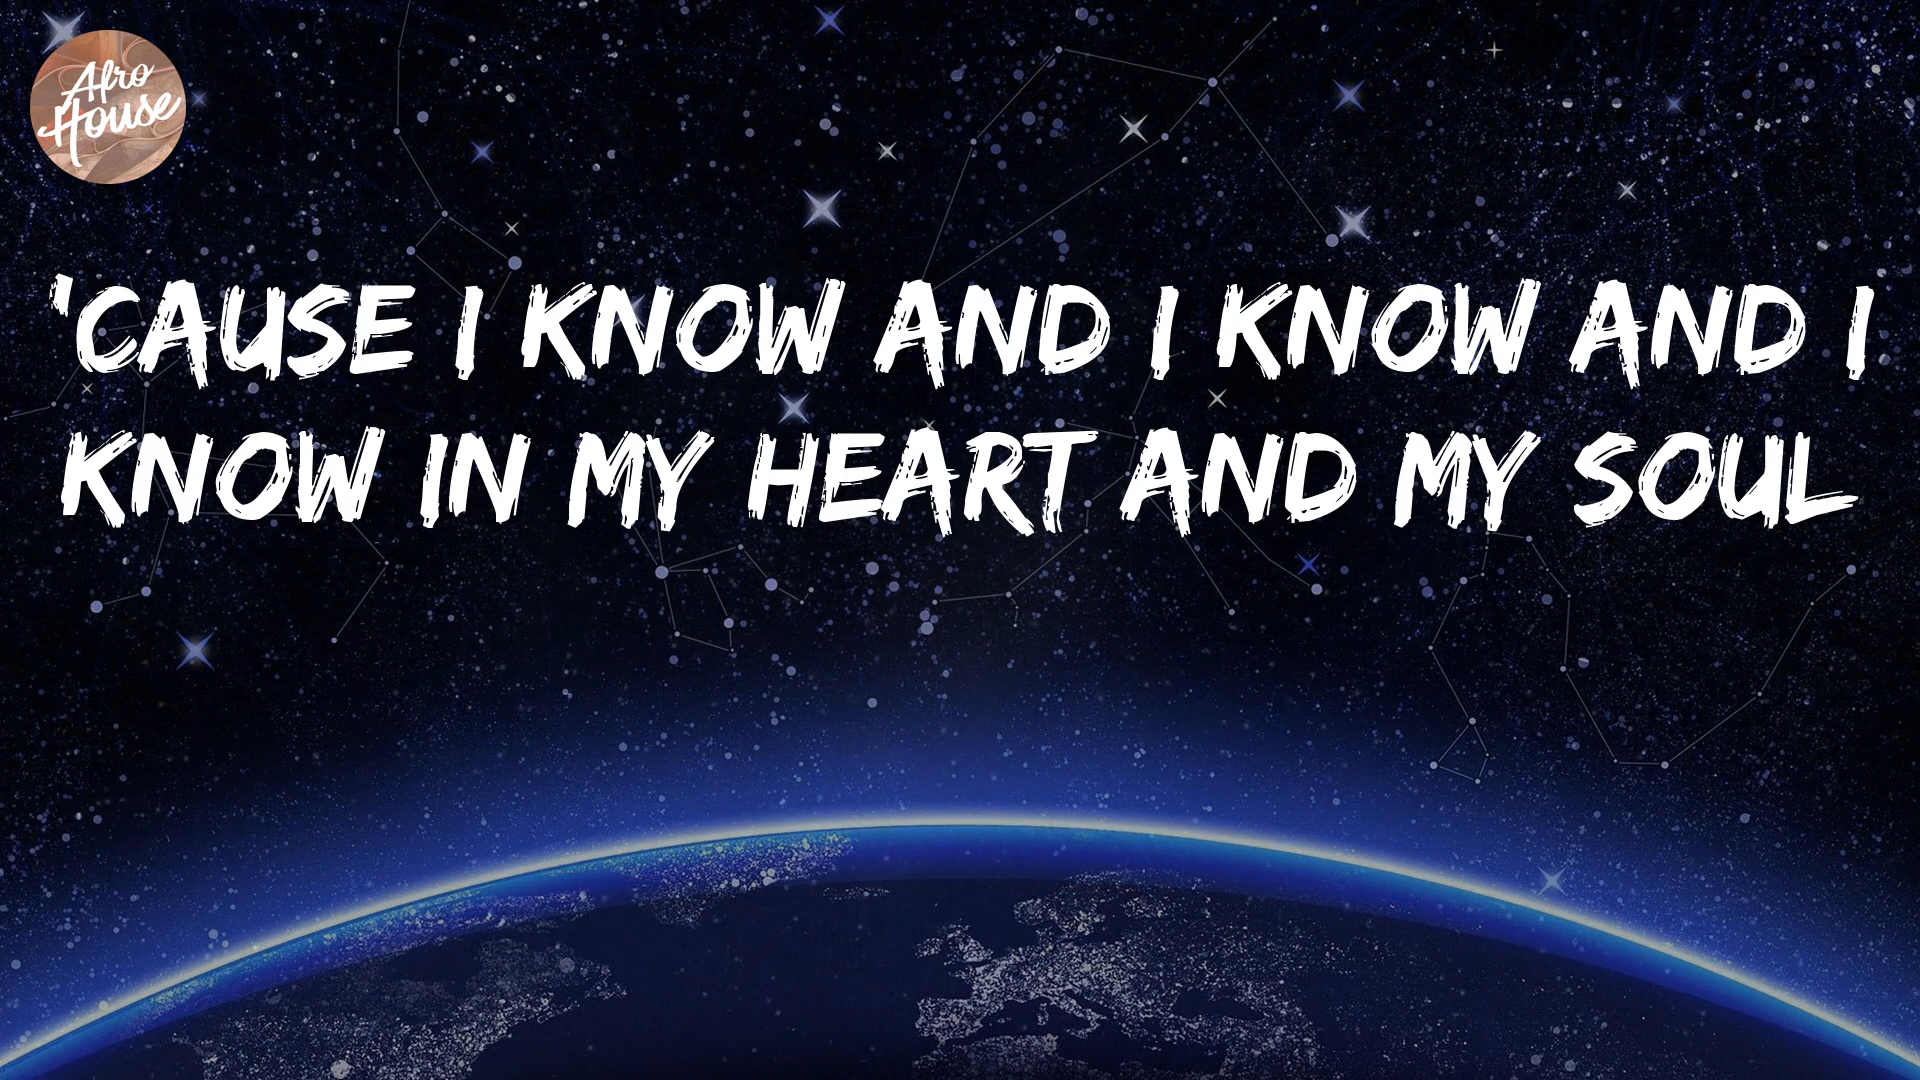 Afro
House
'CAUSE I KNOW AND I KNOW AND I
KNOW IN MY HEART AND MY SOUL